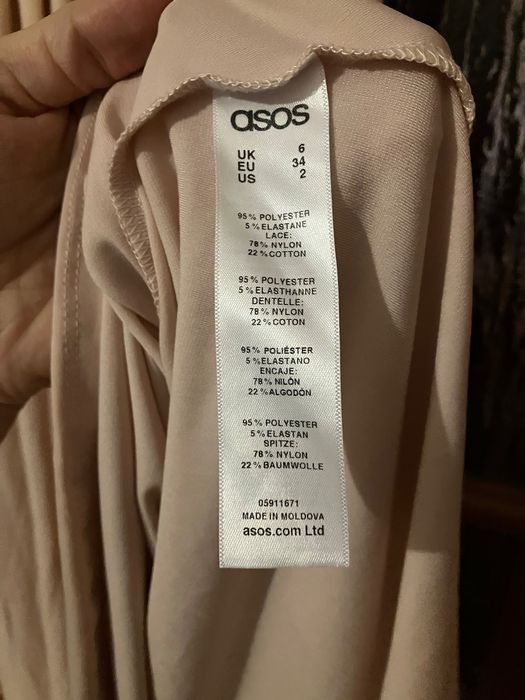 asos
UK 6
EU 34
US 2
95% POLYESTER
5% ELASTANE
LACE:
78% NYLON
22% COTTON
95% POLYESTER
5% ELASTHANNE
DENTELLE:
78% NYLON
22% COTON
95% POLIÉSTER
5% ELASTANO
ENCAJE:
78% NILÓN
22% ALGODÓN
95% POLYESTER
5% ELASTAN
SPITZE:
78% NYLON
22% BAUMWOLLE
05911671
MADE IN MOLDOVA
asos.com Ltd